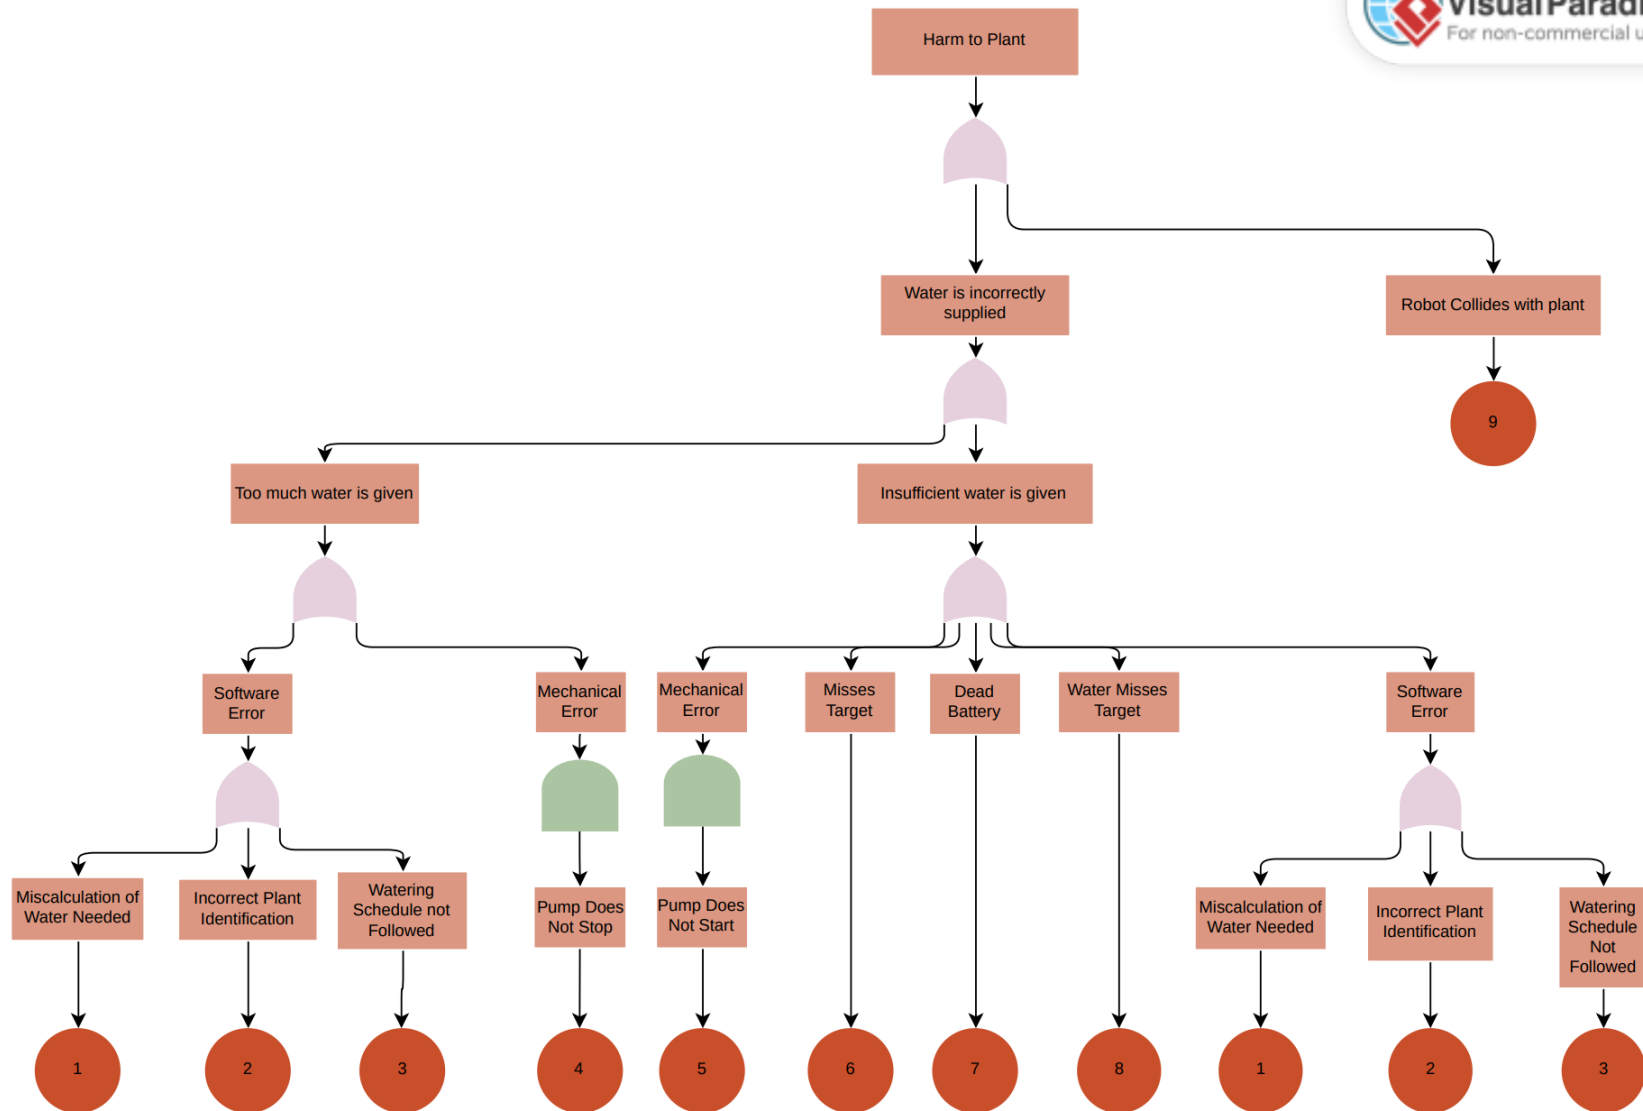 VisualParadi
For non-commercial u
Harm to Plant
Water is incorrectly
supplied
Robot Collides with plant
9
Too much water is given
Insufficient water is given
Software
Error
Mechanical
Error
Mechanical
Error
Misses
Target
Dead
Battery
Water Misses
Target
Software
Error
Miscalculation of
Water Needed
Incorrect Plant
Identification
Watering
Schedule not
Followed
Pump Does
Not Stop
Pump Does
Not Start
Miscalculation of
Water Needed
Incorrect Plant
Identification
Watering
Schedule
Not
Followed
1
2
3
4
5
6
7
8
1
2
3